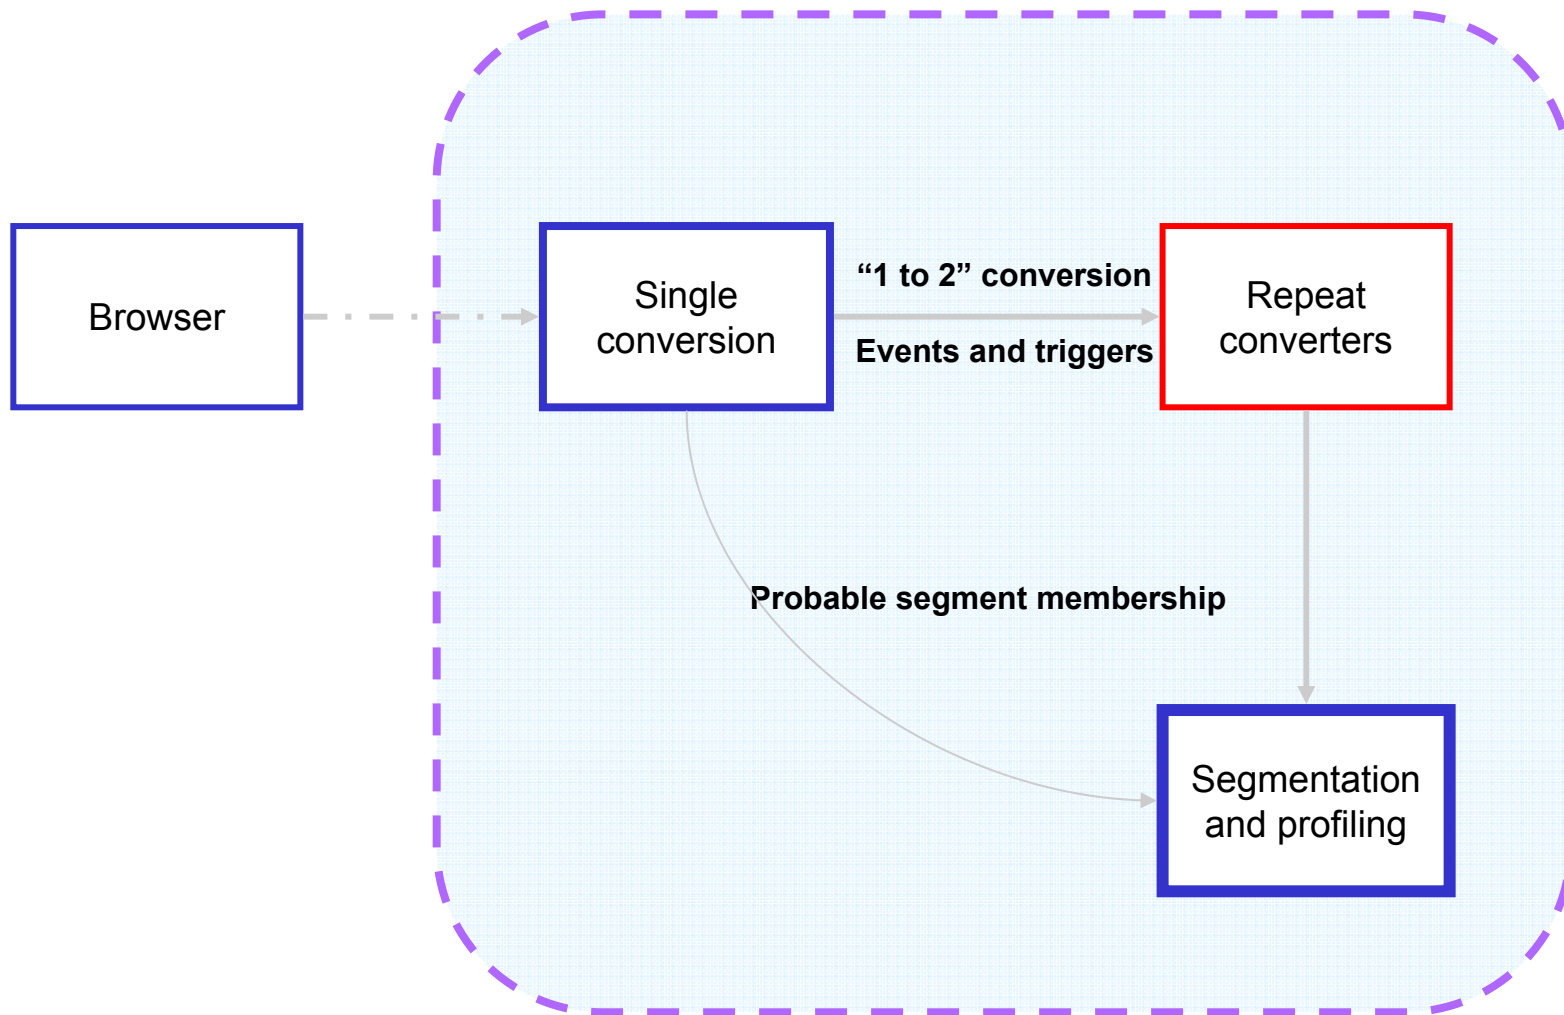 Browser
Single
conversion
“1 to 2” conversion
Events and triggers
Repeat
converters
Probable segment membership
Segmentation
and profiling